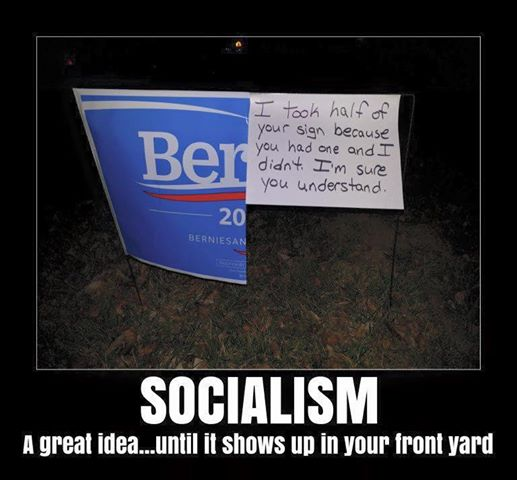 Ber
20
BERNIESAN
I took half of
your sign because
you had one and I
didn't. I'm sure
you understand.
SOCIALISM
A great idea...until it shows up in your front yard